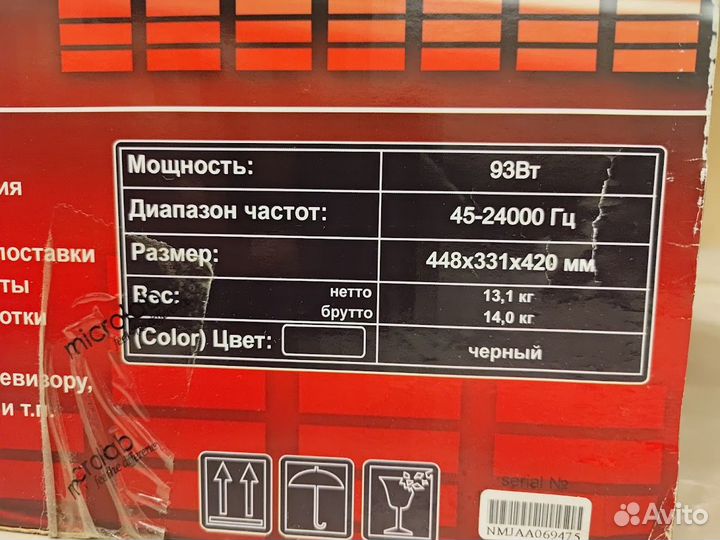 Мощность: 93Вт
ия
Диапазон частот: 45-24000 Гц
поставки
Размер: 448x331x420 мм
ты
Вес: нетто 13,1 кг
отки
брутто 14,0 кг
microlab
(Color) Цвет: черный
евизору,
и т.п.
microlab
serial №
NMJAA069475
Avito